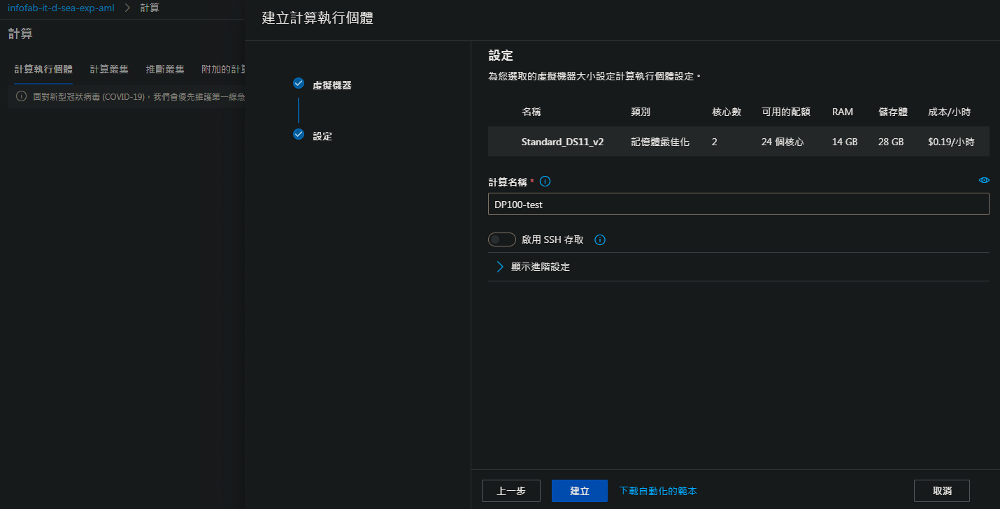 infofab-it-d-sea-exp-aml > 計算
計算
計算執行個體 計算叢集 推斷叢集 附加的計算
面對新型冠狀病毒 (COVID-19)，我們會優先維護第一線急
建立計算執行個體
虛擬機器
設定
設定
為您選取的虛擬機器大小設定計算執行個體設定。
名稱 類別 核心數 可用的配額 RAM 儲存體 成本/小時
Standard_DS11_v2 記憶體最佳化 2 24 個核心 14 GB 28 GB $0.19/小時
計算名稱 *
DP100-test
啟用 SSH 存取
顯示進階設定
上一步 建立 下載自動化的範本 取消